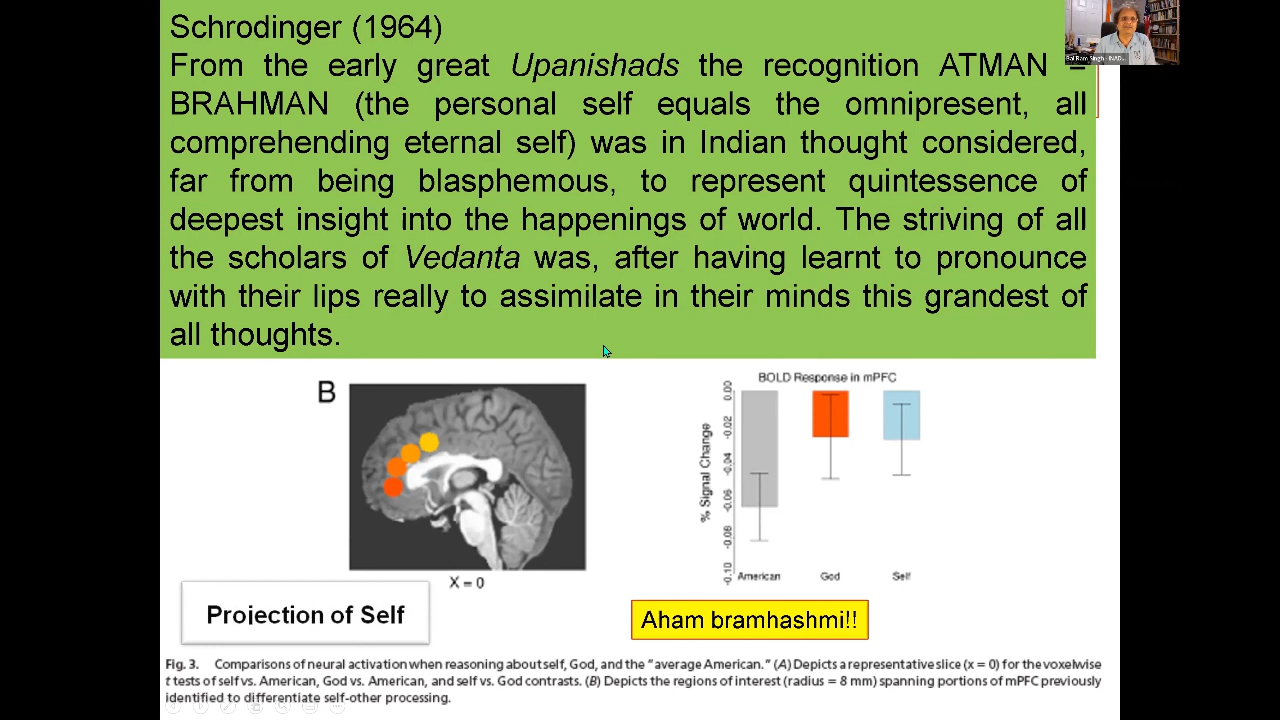 Schrodinger (1964)
From the early great Upanishads the recognition ATMAN =
BRAHMAN (the personal self equals the omnipresent, all
comprehending eternal self) was in Indian thought considered,
far from being blasphemous, to represent quintessence of
deepest insight into the happenings of world. The striving of all
the scholars of Vedanta was, after having learnt to pronounce
with their lips really to assimilate in their minds this grandest of
all thoughts.
Bal Ram Singh - INAD...
B
X = 0
BOLD Response in mPFC
% Signal Change
0.00
-0.02
-0.04
-0.06
-0.08
-0.10
American God Self
Projection of Self
Aham bramhashmi!!
Fig. 3. Comparisons of neural activation when reasoning about self, God, and the "average American." (A) Depicts a representative slice (x = 0) for the voxelwise
t tests of self vs. American, God vs. American, and self vs. God contrasts. (B) Depicts the regions of interest (radius = 8 mm) spanning portions of mPFC previously
identified to differentiate self-other processing.